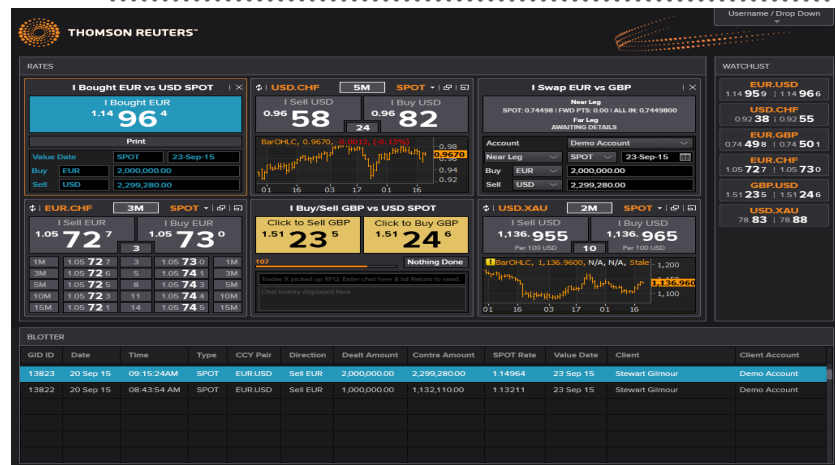 Username / Drop Down
THOMSON REUTERS™
RATES
WATCHLIST
I Bought EUR vs USD SPOT
I Bought EUR
1.14 96 4
Print
Value Date SPOT 23-Sep-15
Buy EUR 2,000,000.00
Sell USD 2,299,280.00
USD.CHF 5M SPOT
I Sell USD I Buy USD
0.96 58 0.96 82
24
BarOHLC, 0.9670, -0.0013, (-0.13%)
0.98
0.9670
0.96
0.94
0.92
01 16 03 17 01 16
I Swap EUR vs GBP
Near Leg
SPOT: 0.74498 I FWD PTS: 0.00 I ALL IN: 0.7449800
Far Leg
AWAITING DETAILS
Account Demo Account
Near Leg SPOT 23-Sep-15
Buy EUR 2,000,000.00
Sell USD 2,299,280.00
EUR.USD
1.14 95 9 1.14 96 6
USD.CHF
0.92 38 0.92 55
EUR.GBP
0.74 49 8 0.74 50 1
EUR.CHF
1.05 72 7 1.05 73 0
GBP.USD
1.51 23 5 1.51 24 6
USD.XAU
78 83 78 88
EUR.CHF 3M SPOT
I Sell EUR I Buy EUR
1.05 72 7 1.05 73 0
3
1M 1.05 72 7 3 1.05 73 0 1M
3M 1.05 72 6 5 1.05 74 1 3M
5M 1.05 72 5 8 1.05 74 3 5M
10M 1.05 72 3 11 1.05 74 4 10M
15M 1.05 72 1 14 1.05 74 5 15M
I Buy/Sell GBP vs USD SPOT
Click to Sell GBP Click to Buy GBP
1.51 23 5 1.51 24 6
107 Nothing Done
Trader X picked up RFQ. Enter chat here & hit Return to send.
Chat history displayed here
USD.XAU 2M SPOT
I Sell USD I Buy USD
1,136. 955 1,136. 965
Per 100 USD 10 Per 100 USD
BarOHLC, 1,136.9600, N/A, N/A, Stale
1,200
1,136.960
1,100
01 16 03 17 01 16
BLOTTER
GID ID Date Time Type CCY Pair Direction Dealt Amount Contra Amount SPOT Rate Value Date Client Client Account
13823 20 Sep 15 09:15:24AM SPOT EUR.USD Sell EUR 2,000,000.00 2,299,280.00 1.14964 23 Sep 15 Stewart Gilmour Demo Account
13822 20 Sep 15 08:43:54 AM SPOT EUR.USD Sell EUR 1,000,000.00 1,132,110.00 1.13211 23 Sep 15 Stewart Gilmour Demo Account